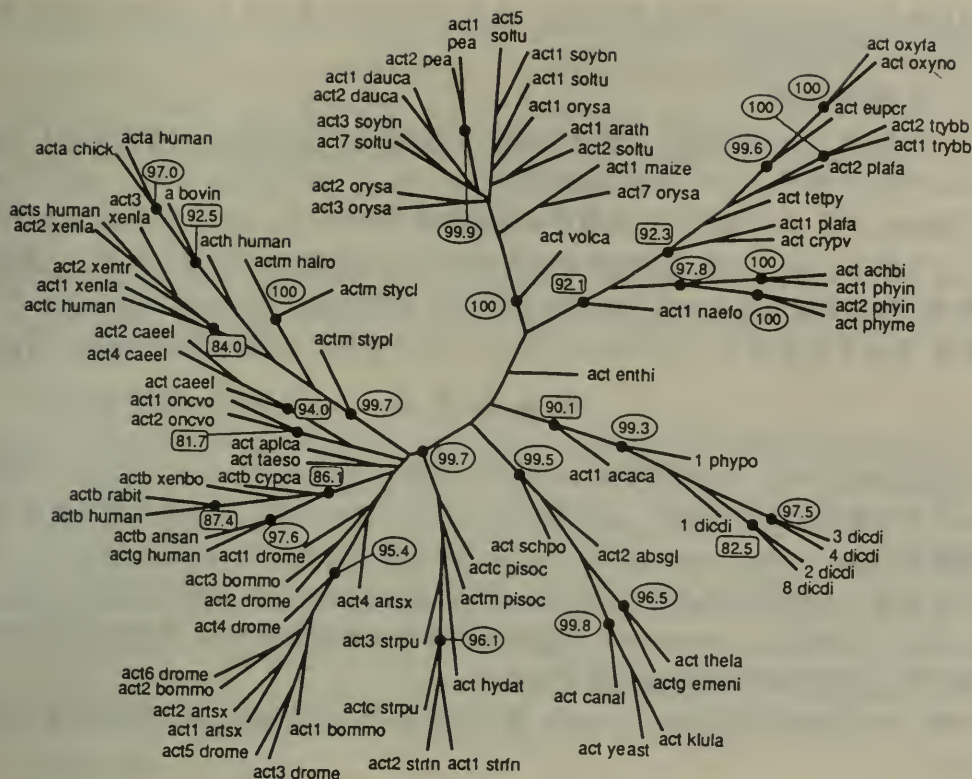 act5
soltu
act1
pea
act2 pea
act1 dauca
act2 dauca
act3 soybn
act7 soltu
act2 orysa
act3 orysa
99.9
act1 soybn
act1 soltu
act1 orysa
act1 arath
act2 soltu
act1 maize
act7 orysa
act volca
100
act oxyfa
act oxyno
100
act eupcr
100
act2 trybb
act1 trybb
99.6
act2 plafa
act tetpy
92.3
act1 plafa
act crypv
97.8
100
act achbi
act1 phyin
act2 phyin
act phyme
100
92.1
act1 naefo
act enthi
90.1
99.3
act1 acaca
1 phypo
1 dicdi
97.5
3 dicdi
4 dicdi
82.5
2 dicdi
8 dicdi
99.5
act schpo
act2 absgl
96.5
99.8
act thela
actg emeni
act canal
act klula
act yeast
99.7
actc pisoc
actm pisoc
act3 strpu
96.1
act hydat
actc strpu
act2 strfn
act1 strfn
acta human
acta chick
97.0
act3
xenla
a bovin
92.5
acts human
act2 xenla
acth human
actm halro
act2 xentr
act1 xenla
actc human
100
actm stycl
84.0
actm stypl
act2 caeel
act4 caeel
99.7
act caeel
94.0
act1 oncvo
act2 oncvo
81.7
act aplca
act taeso
actb cypca
86.1
actb xenbo
actb rabit
actb human
87.4
actb ansan
actg human
97.6
act1 drome
95.4
act3 bommo
act2 drome
act4 artsx
act4 drome
act6 drome
act2 bommo
act2 artsx
act1 artsx
act1 bommo
act5 drome
act3 drome